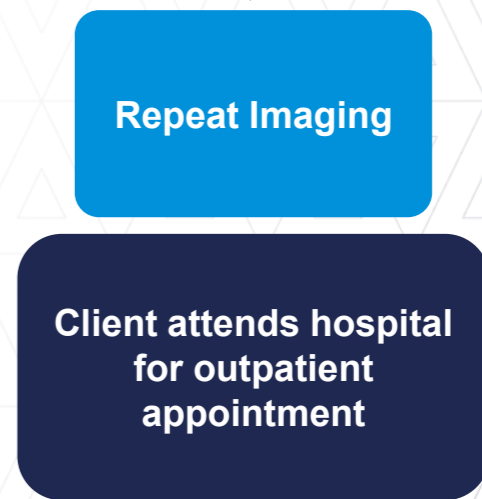 Repeat Imaging
Client attends hospital
for outpatient
appointment